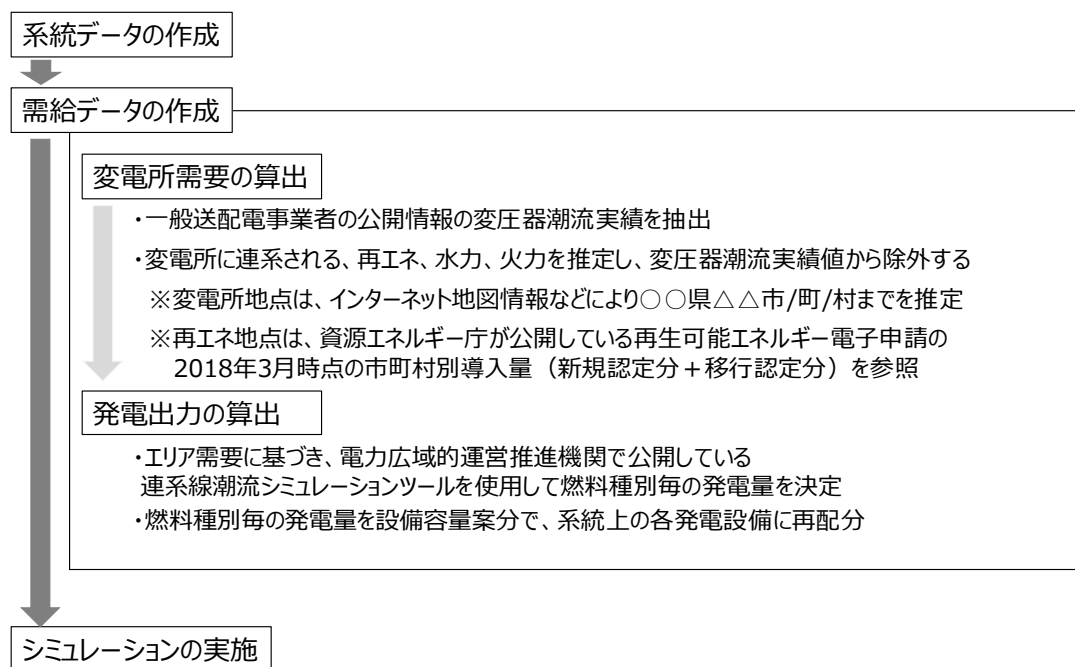 系統データの作成
需給データの作成
変電所需要の算出
・一般送配電事業者の公開情報の変圧器潮流実績を抽出
・変電所に連系される、再エネ、水力、火力を推定し、変圧器潮流実績値から除外する
※変電所地点は、インターネット地図情報などにより○○県△△市/町/村までを推定
※再エネ地点は、資源エネルギー庁が公開している再生可能エネルギー電子申請の
2018年3月時点の市町村別導入量（新規認定分＋移行認定分）を参照
発電出力の算出
・エリア需要に基づき、電力広域的運営推進機関で公開している
連系線潮流シミュレーションツールを使用して燃料種別毎の発電量を決定
・燃料種別毎の発電量を設備容量案分で、系統上の各発電設備に再配分
シミュレーションの実施